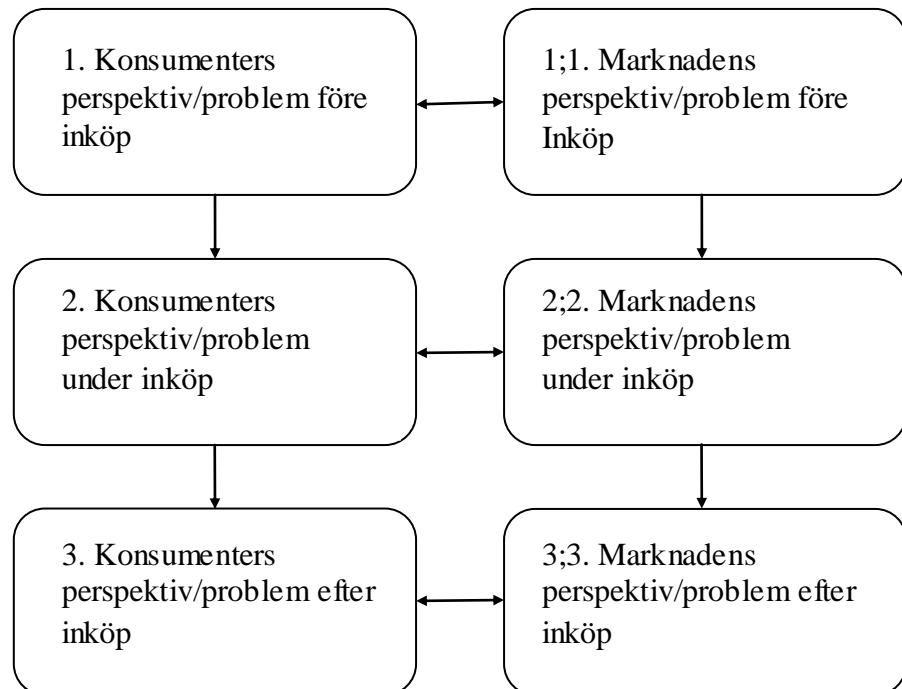 1. Konsumenters
perspektiv/problem före
inköp
1;1. Marknadens
perspektiv/problem före
Inköp
2. Konsumenters
perspektiv/problem
under inköp
2;2. Marknadens
perspektiv/problem
under inköp
3. Konsumenters
perspektiv/problem efter
inköp
3;3. Marknadens
perspektiv/problem efter
inköp